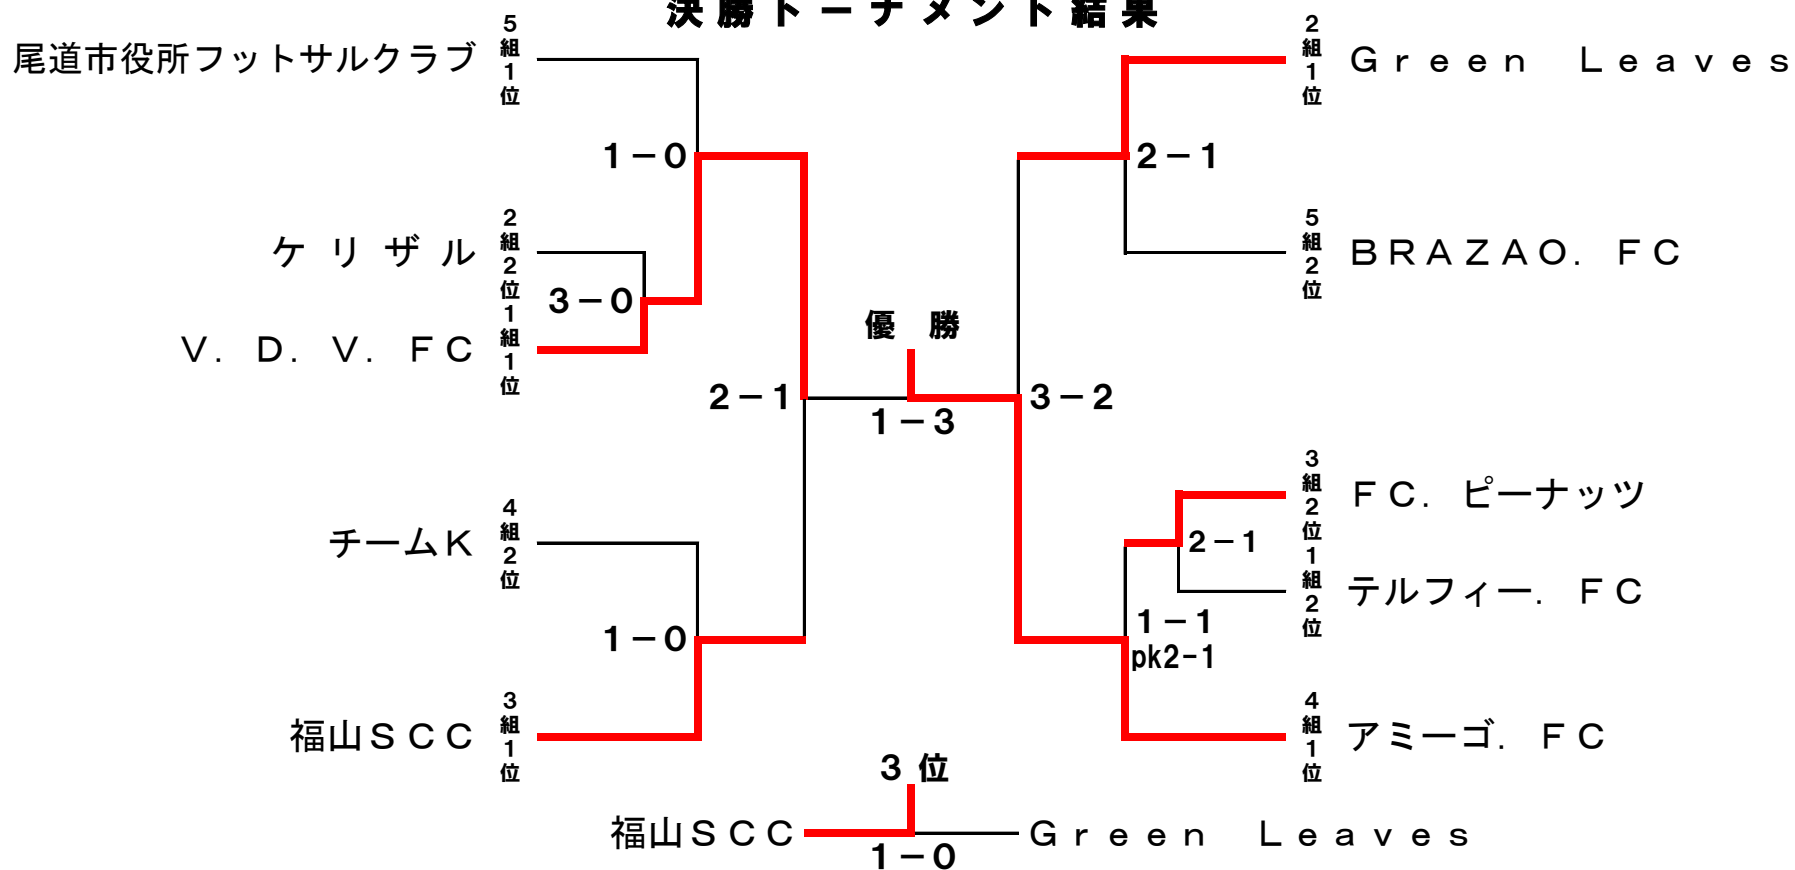 決勝トーナメント結果
尾道市役所フットサルクラブ
5組1位
1－0
ケリザル
2組2位
3－0
V．D．V．FC
1組1位
2－1
チームK
4組2位
1－0
福山SCC
3組1位
優　勝
1－3
2組1位
Green　Leaves
2－1
5組2位
BRAZAO．FC
3－2
3組2位
FC．ピーナッツ
2－1
1組2位
テルフィー．FC
1－1
pk2-1
4組1位
アミーゴ．FC
3位
福山SCC
Green　Leaves
1－0